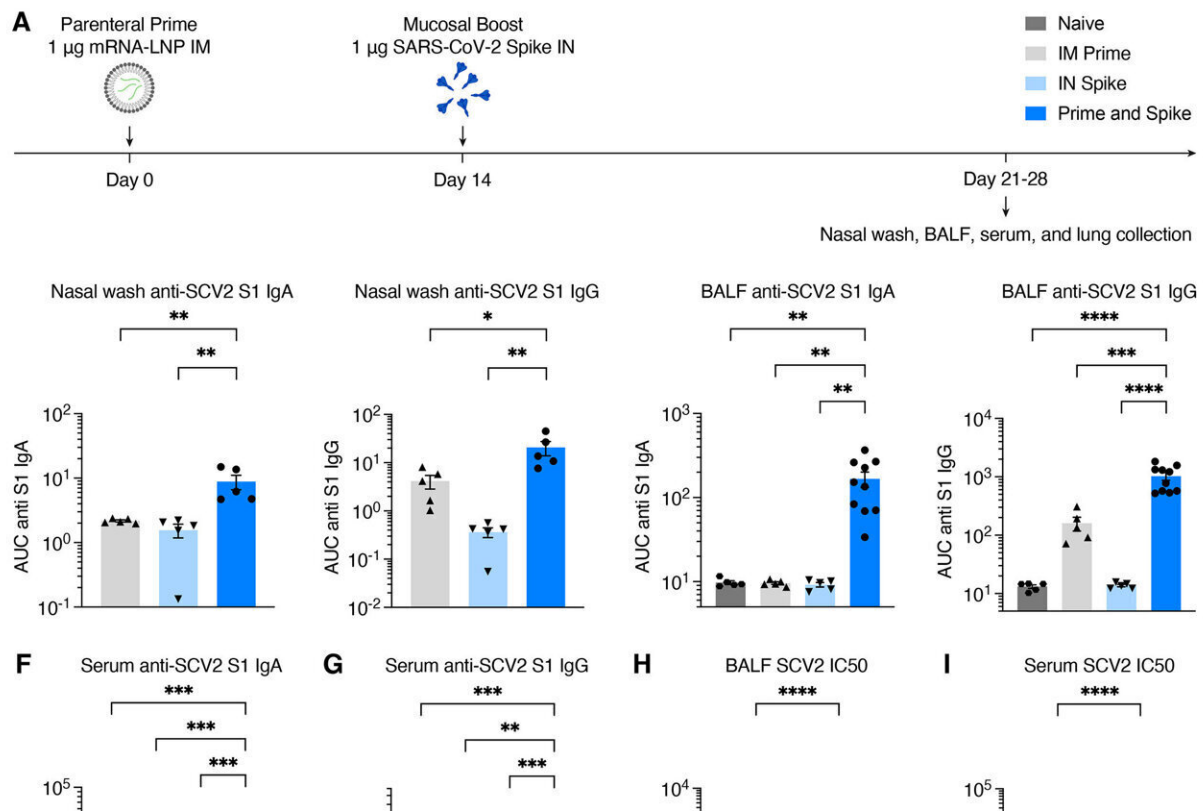 A
Parenteral Prime
1 µg mRNA-LNP IM
Mucosal Boost
1 µg SARS-CoV-2 Spike IN
Naive
IM Prime
IN Spike
Prime and Spike
Day 0
Day 14
Day 21-28
Nasal wash, BALF, serum, and lung collection
Nasal wash anti-SCV2 S1 IgA
**
**
AUC anti S1 IgA
10²
10¹
10⁰
10⁻¹
Nasal wash anti-SCV2 S1 IgG
*
**
AUC anti S1 IgG
10²
10¹
10⁰
10⁻¹
10⁻²
BALF anti-SCV2 S1 IgA
**
**
**
AUC anti S1 IgA
10³
10²
10¹
BALF anti-SCV2 S1 IgG
****
***
****
AUC anti S1 IgG
10⁴
10³
10²
10¹
F
Serum anti-SCV2 S1 IgA
***
***
***
10⁵
G
Serum anti-SCV2 S1 IgG
***
**
***
H
BALF SCV2 IC50
****
10⁴
I
Serum SCV2 IC50
****
10⁵